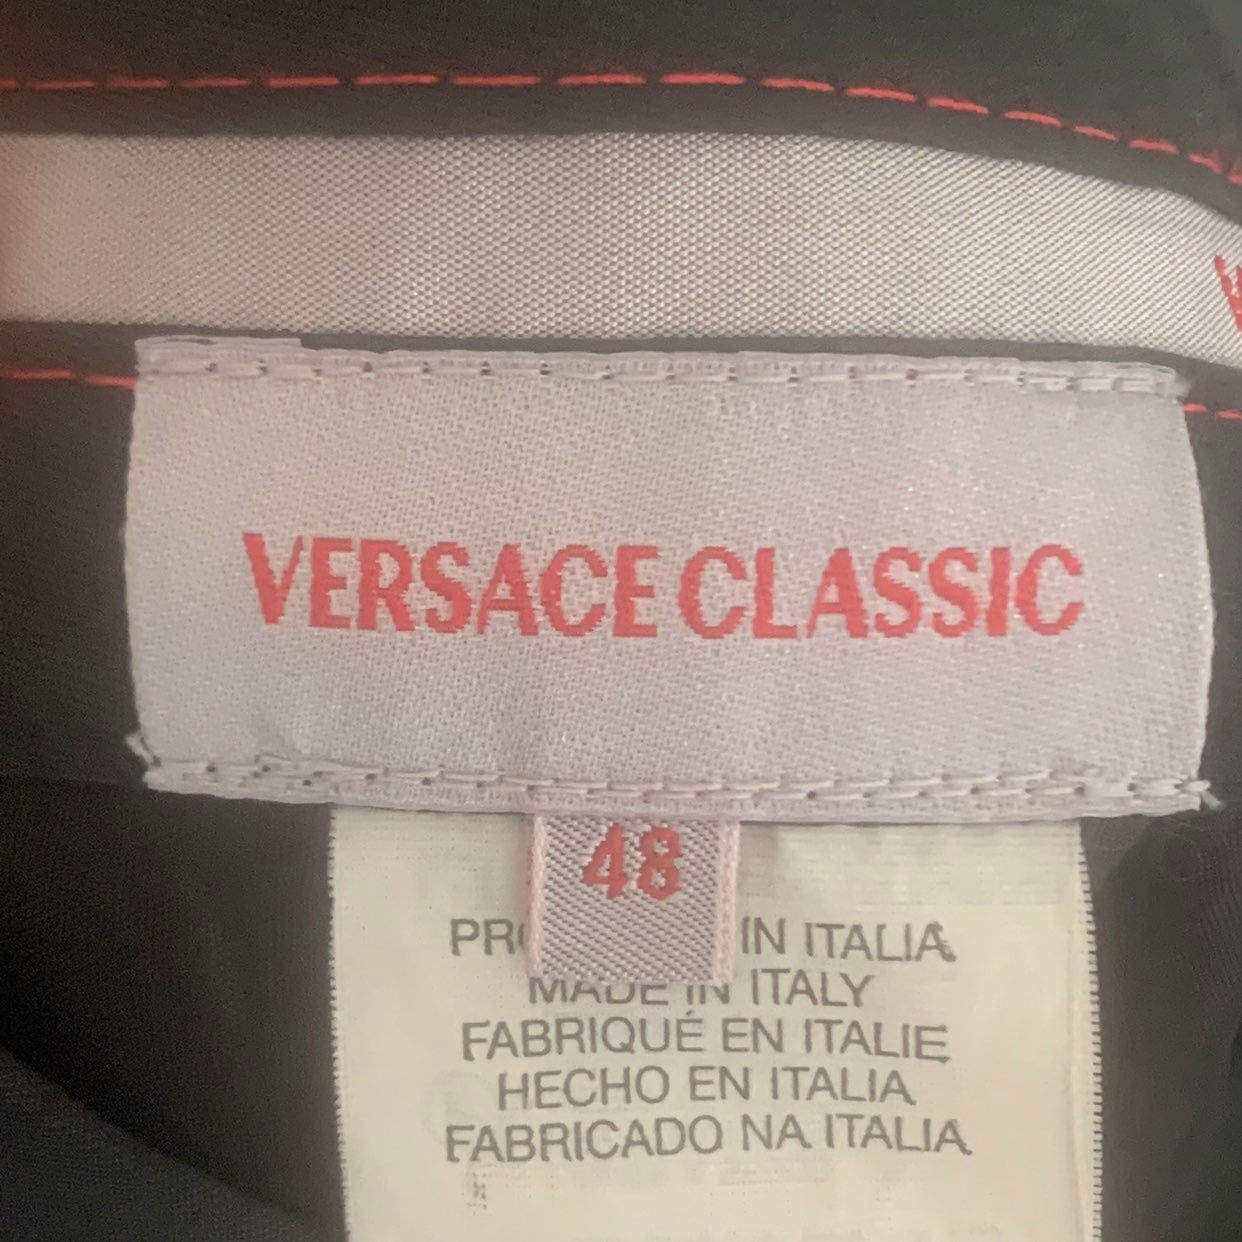 VERSACE CLASSIC
48
IN ITALIA
MADE IN ITALY
FABRIQUÉ EN ITALIE
HECHO EN ITALIA
FABRICADO NA ITALIA